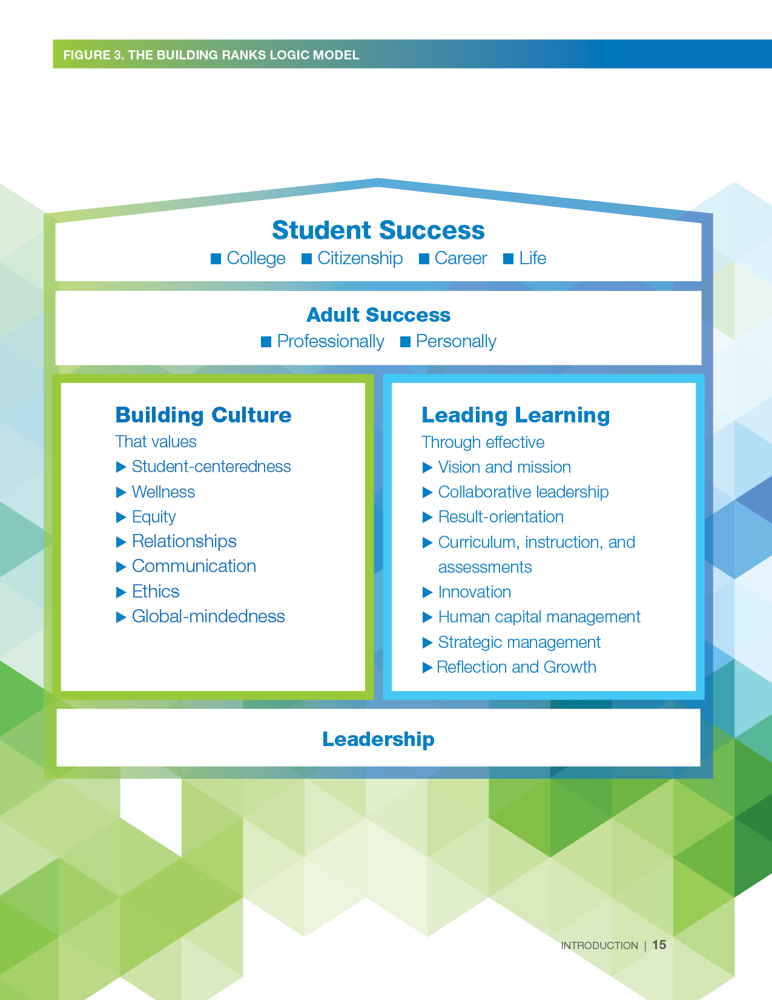 FIGURE 3. THE BUILDING RANKS LOGIC MODEL
Student Success
■ College ■ Citizenship ■ Career ■ Life
Adult Success
■ Professionally ■ Personally
Building Culture
That values
▶ Student-centeredness
▶ Wellness
▶ Equity
▶ Relationships
▶ Communication
▶ Ethics
▶ Global-mindedness
Leading Learning
Through effective
▶ Vision and mission
▶ Collaborative leadership
▶ Result-orientation
▶ Curriculum, instruction, and
assessments
▶ Innovation
▶ Human capital management
▶ Strategic management
▶ Reflection and Growth
Leadership
INTRODUCTION | 15